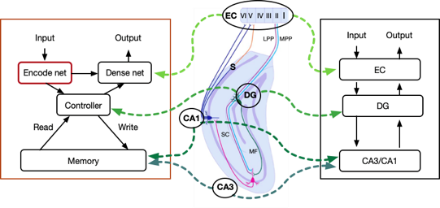 Input
Output
Encode net
Dense net
Controller
Read
Write
Memory
EC
VI V IV III II I
LPP
MPP
S
DG
CA1
SC
MF
CA3
Input
Output
EC
DG
CA3/CA1